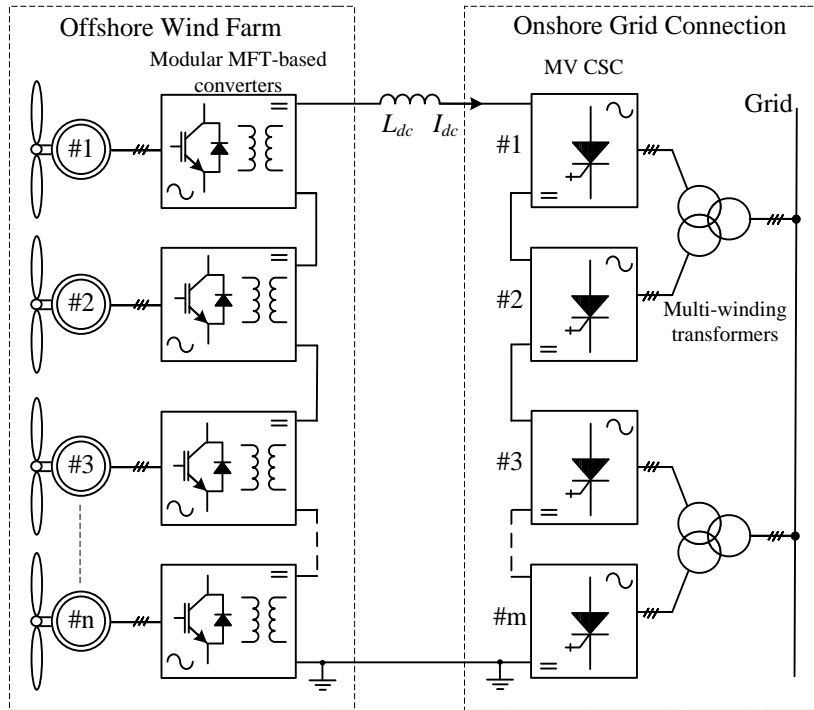 Offshore Wind Farm
Modular MFT-based
converters
#1
#2
#3
#n
L_dc
I_dc
Onshore Grid Connection
MV CSC
Grid
#1
#2
#3
#m
Multi-winding
transformers